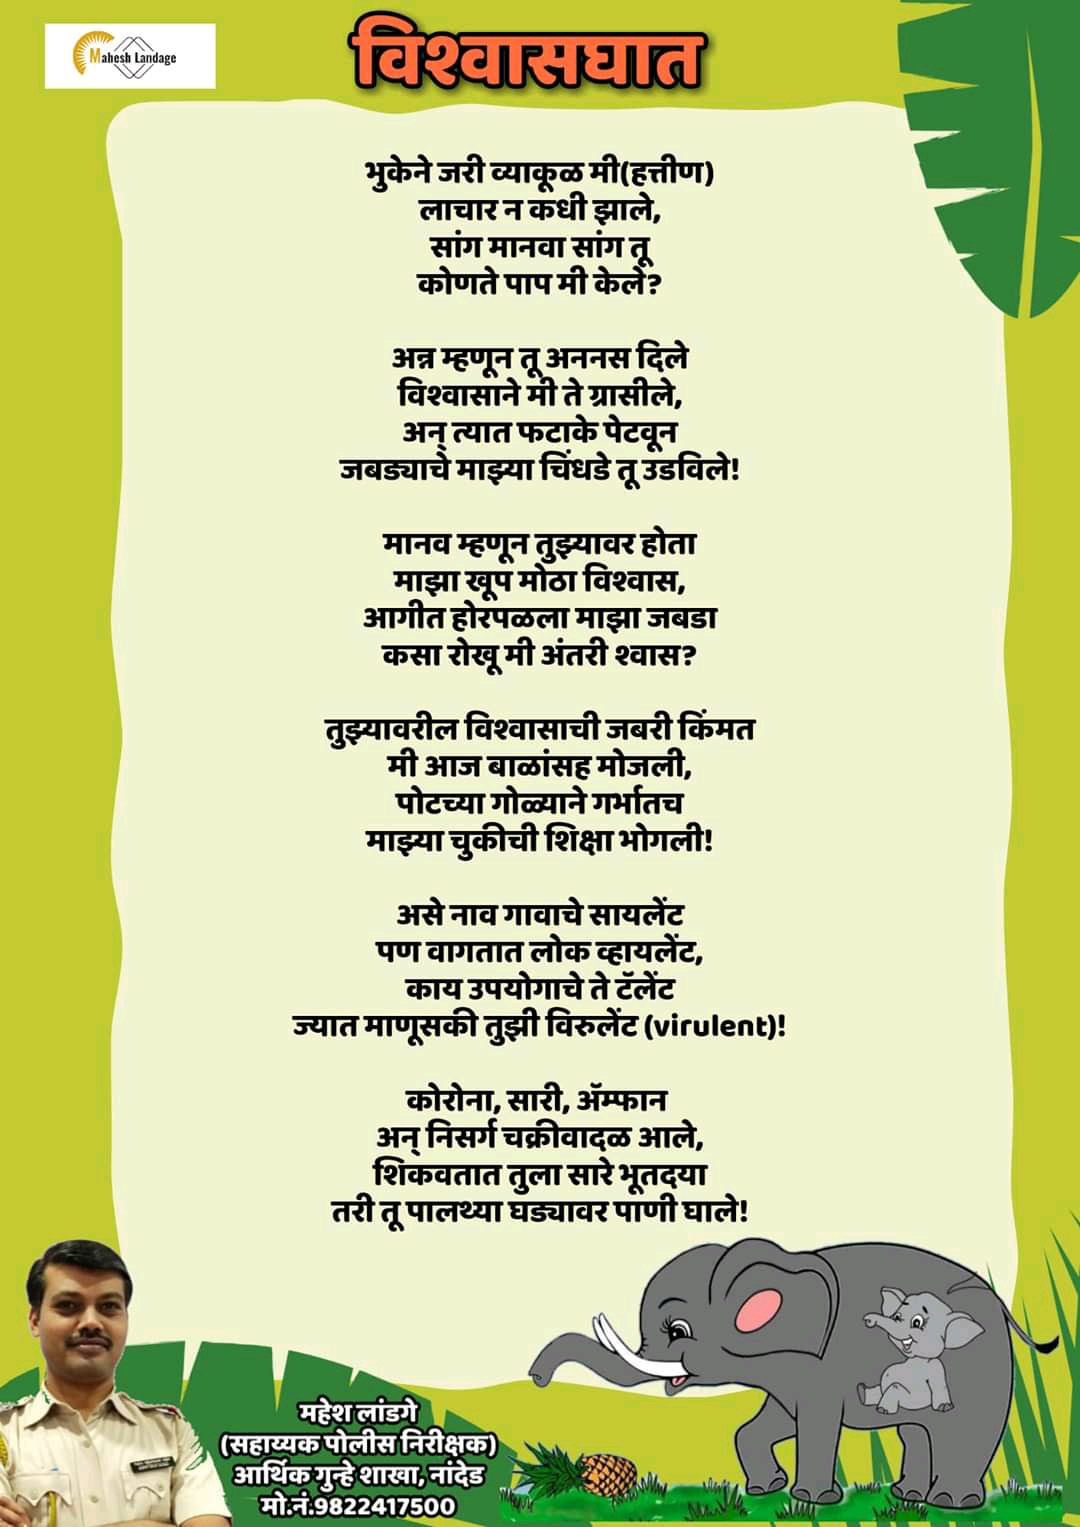 Mahesh Landage
विश्वासघात
भुकेने जरी व्याकूळ मी(हत्तीण)
लाचार न कधी झाले,
सांग मानवा सांग तू
कोणते पाप मी केले?
अन्न म्हणून तू अननस दिले
विश्वासाने मी ते ग्रासीले,
अन् त्यात फटाके पेटवून
जबड्याचे माझ्या चिंधडे तू उडविले!
मानव म्हणून तुझ्यावर होता
माझा खूप मोठा विश्वास,
आगीत होरपळला माझा जबडा
कसा रोखू मी अंतरी श्वास?
तुझ्यावरील विश्वासाची जबरी किंमत
मी आज बाळांसह मोजली,
पोटच्या गोळ्याने गर्भातच
माझ्या चुकीची शिक्षा भोगली!
असे नाव गावाचे सायलेंट
पण वागतात लोक व्हायलेंट,
काय उपयोगाचे ते टॅलेंट
ज्यात माणूसकी तुझी विरुलेंट (virulent)!
कोरोना, सारी, ॲम्फान
अन् निसर्ग चक्रीवादळ आले,
शिकवतात तुला सारे भूतदया
तरी तू पालथ्या घड्यावर पाणी घाले!
महेश लांडगे
(सहाय्यक पोलीस निरीक्षक)
आर्थिक गुन्हे शाखा, नांदेड
मो.नं.9822417500